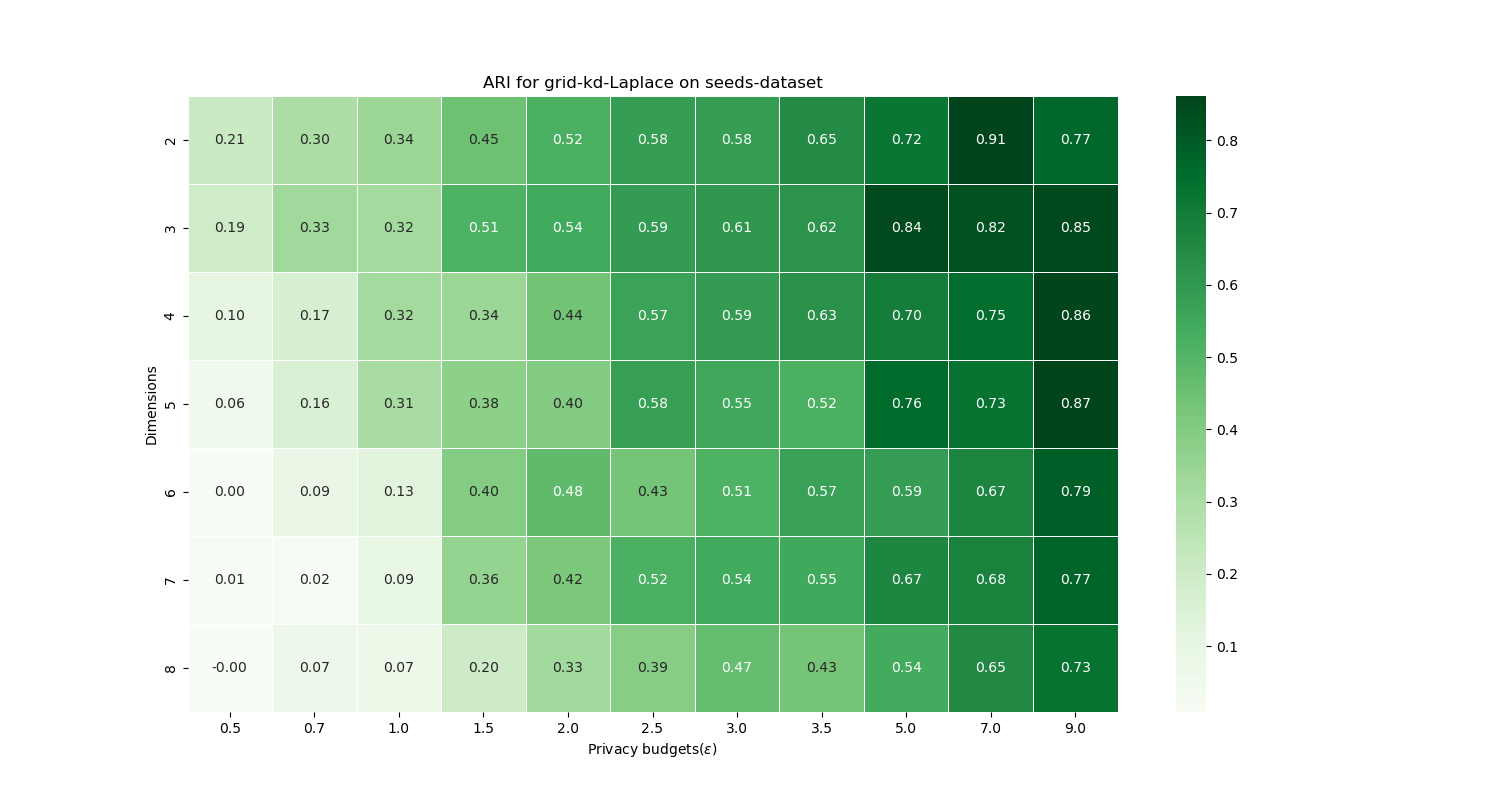 ARI for grid-kd-Laplace on seeds-dataset
2 0.21 0.30 0.34 0.45 0.52 0.58 0.58 0.65 0.72 0.91 0.77
3 0.19 0.33 0.32 0.51 0.54 0.59 0.61 0.62 0.84 0.82 0.85
4 0.10 0.17 0.32 0.34 0.44 0.57 0.59 0.63 0.70 0.75 0.86
5 0.06 0.16 0.31 0.38 0.40 0.58 0.55 0.52 0.76 0.73 0.87
6 0.00 0.09 0.13 0.40 0.48 0.43 0.51 0.57 0.59 0.67 0.79
7 0.01 0.02 0.09 0.36 0.42 0.52 0.54 0.55 0.67 0.68 0.77
8 -0.00 0.07 0.07 0.20 0.33 0.39 0.47 0.43 0.54 0.65 0.73
0.5 0.7 1.0 1.5 2.0 2.5 3.0 3.5 5.0 7.0 9.0
Privacy budgets(ε)
Dimensions
0.8
0.7
0.6
0.5
0.4
0.3
0.2
0.1